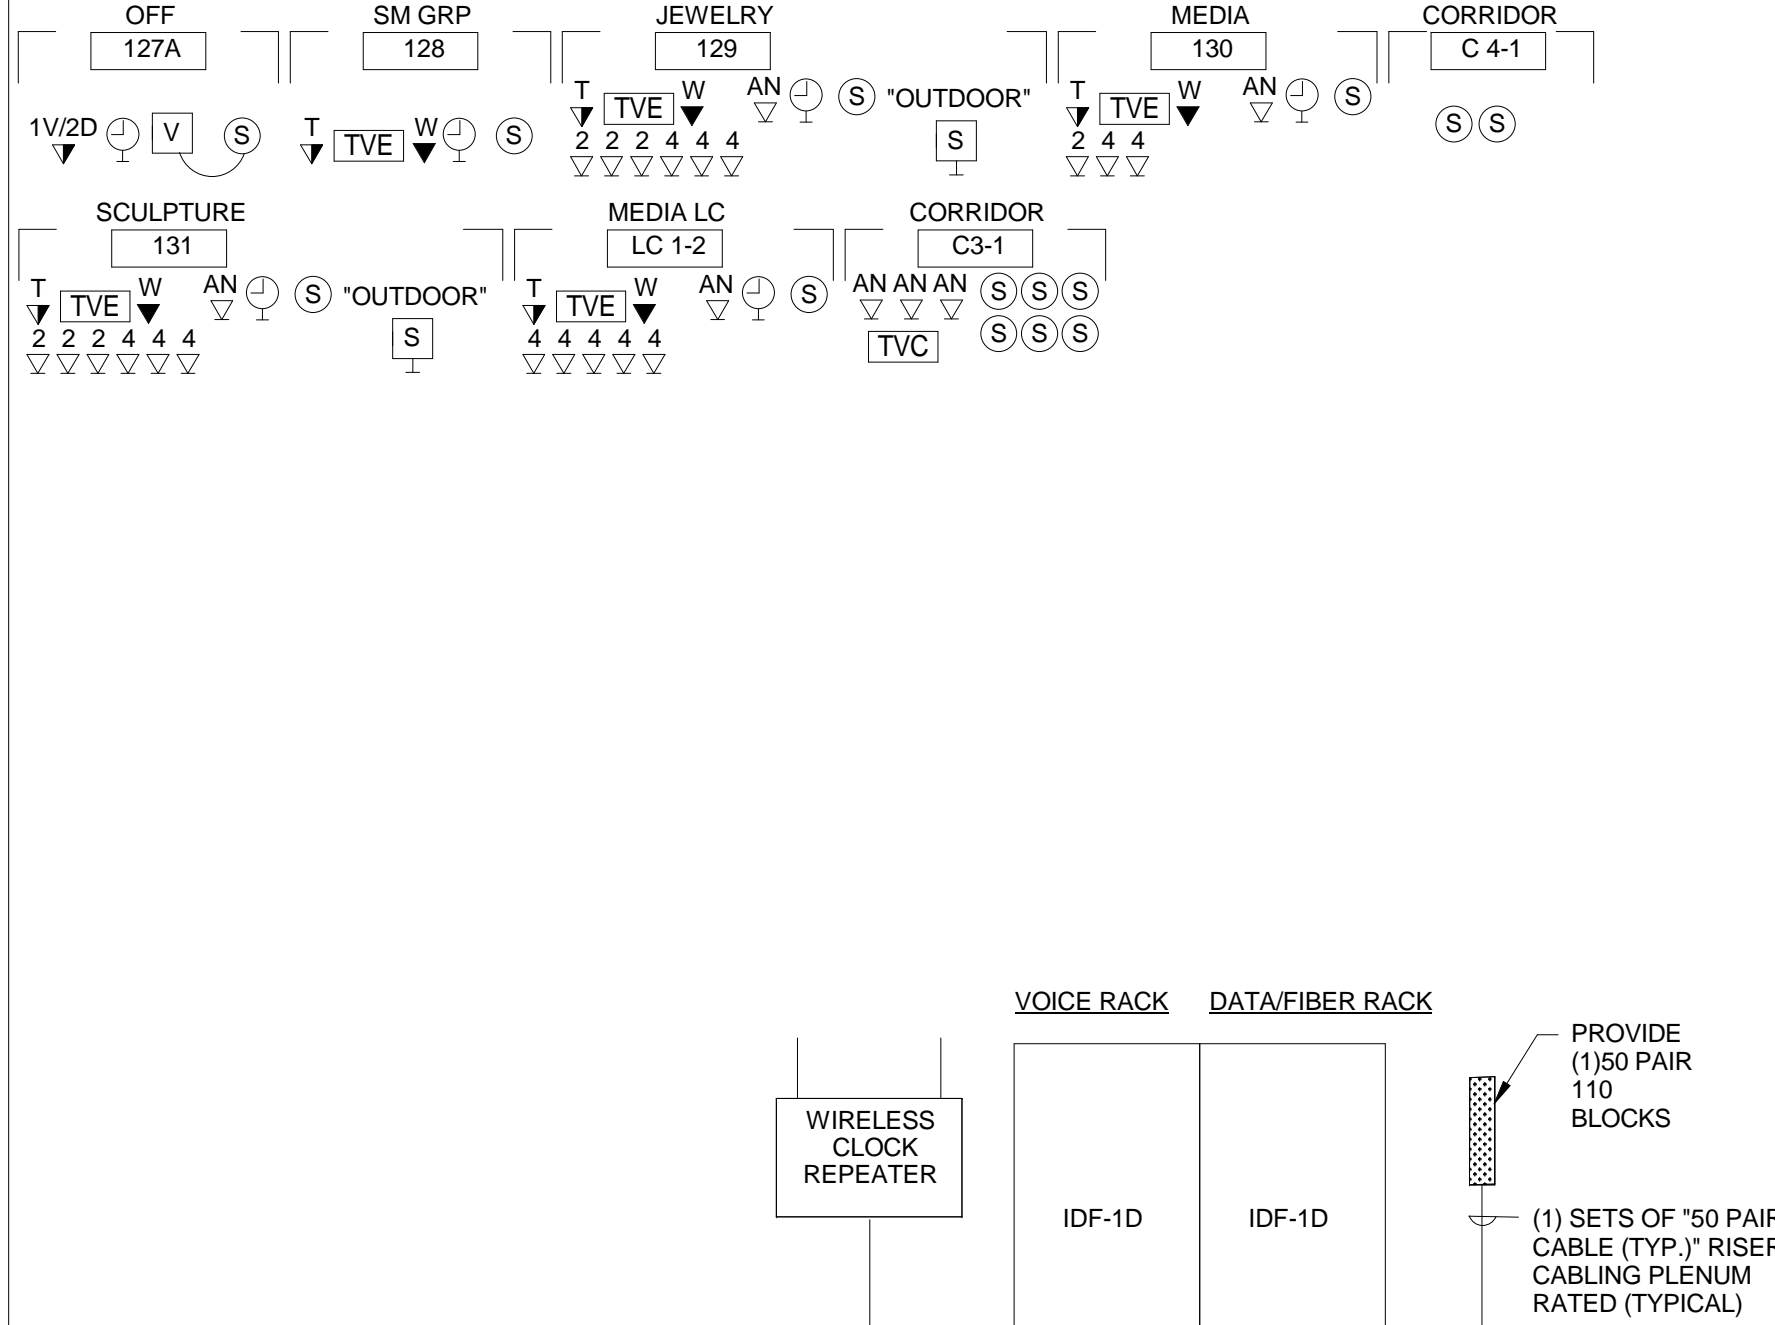 OFF SM GRP JEWELRY MEDIA CORRIDOR
127A 128 129 130 C 4-1
T W AN T W AN
TVE S "OUTDOOR" TVE S
1V/2D V S T TVE W S 2 2 2 4 4 4 S 2 4 4 S S
SCULPTURE MEDIA LC CORRIDOR
131 LC 1-2 C3-1
T W AN T W AN AN AN AN
TVE S "OUTDOOR" TVE S S S S
2 2 2 4 4 4 S 4 4 4 4 4 TVC S S S
VOICE RACK DATA/FIBER RACK
PROVIDE
(1)50 PAIR
110
BLOCKS
WIRELESS
CLOCK
REPEATER
IDF-1D IDF-1D
(1) SETS OF "50 PAIR
CABLE (TYP.)" RISER
CABLING PLENUM
RATED (TYPICAL)